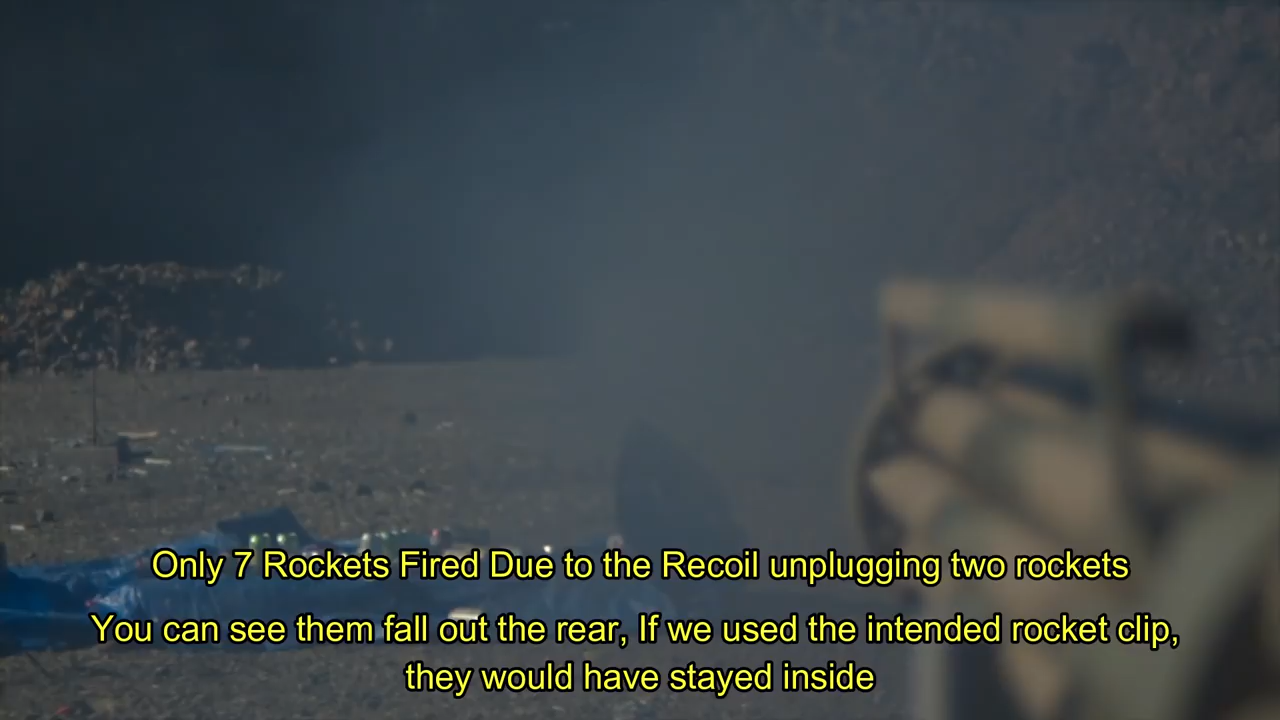 Only 7 Rockets Fired Due to the Recoil unplugging two rockets
You can see them fall out the rear, If we used the intended rocket clip,
they would have stayed inside